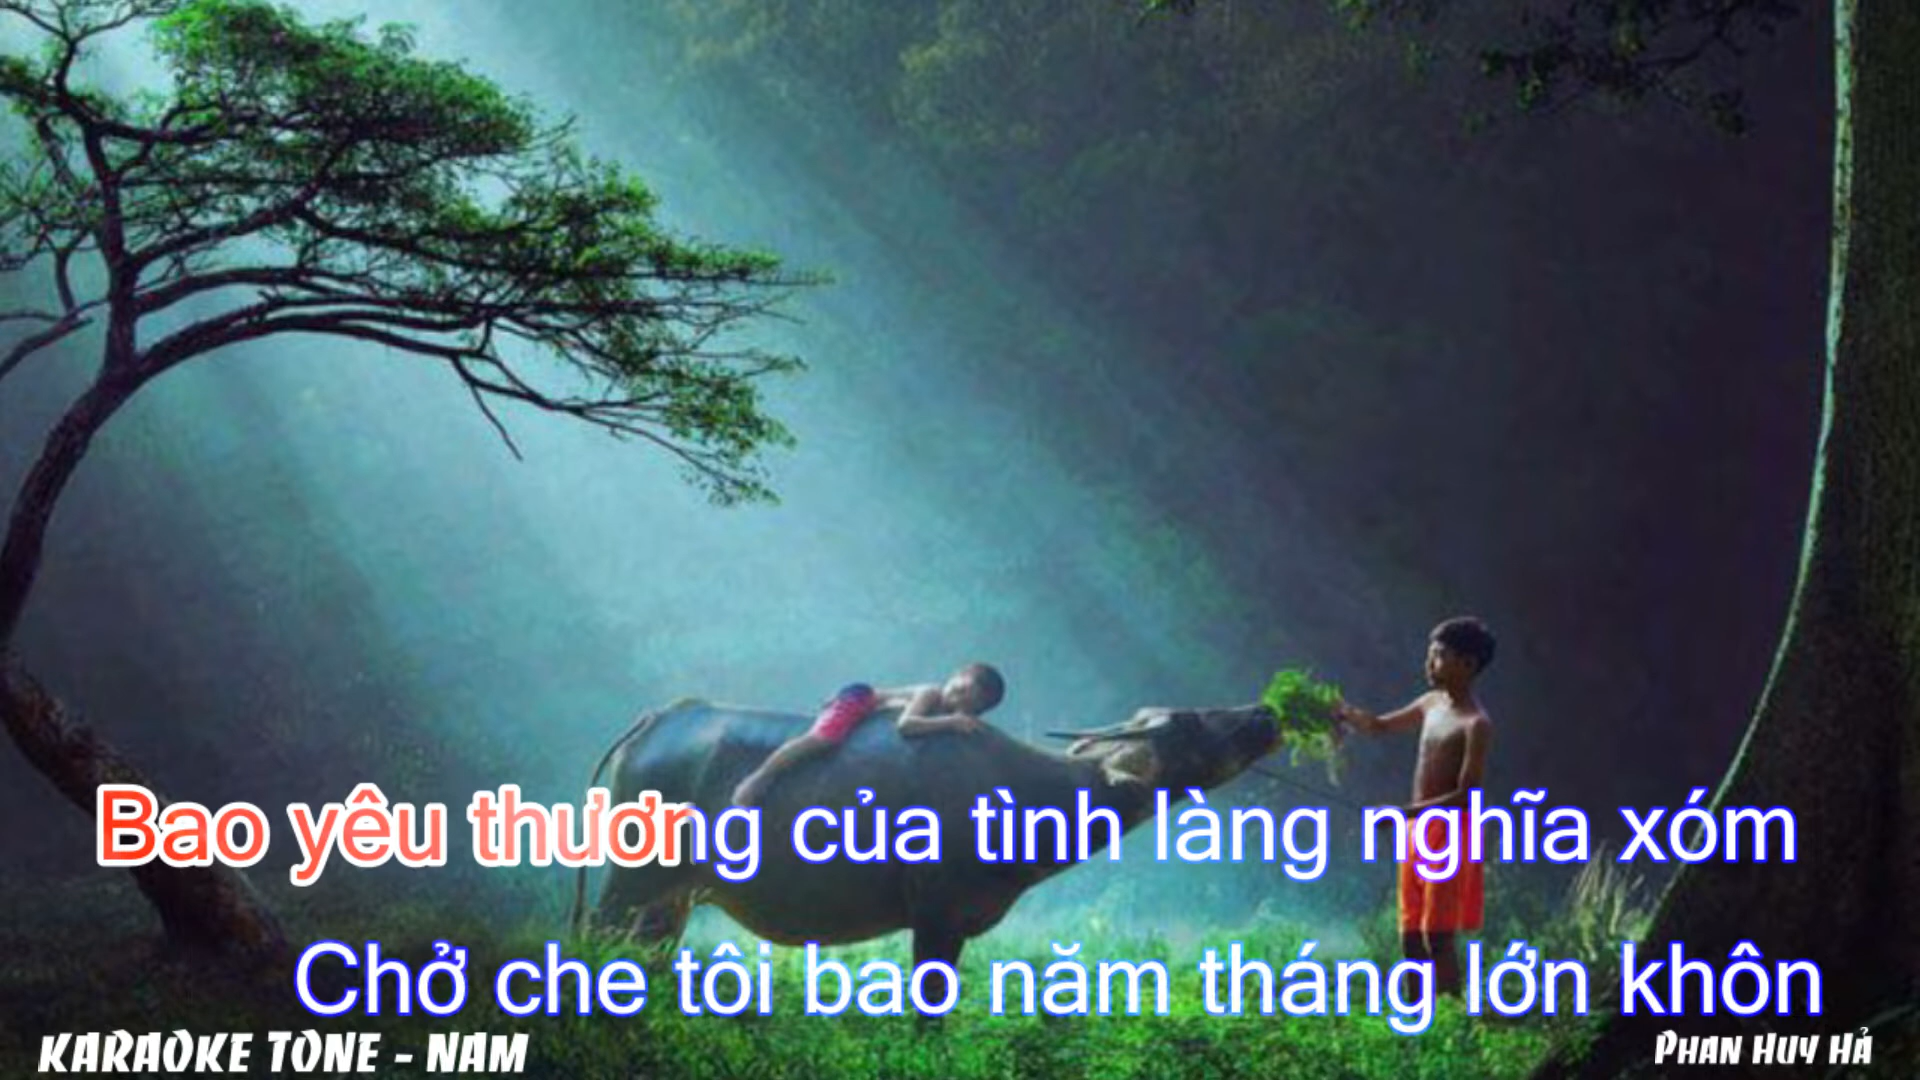 Bao yêu thương của tình làng nghĩa xóm
Chở che tôi bao năm tháng lớn khôn
KARAOKE TONE - NAM
PHAN HUY HẢ